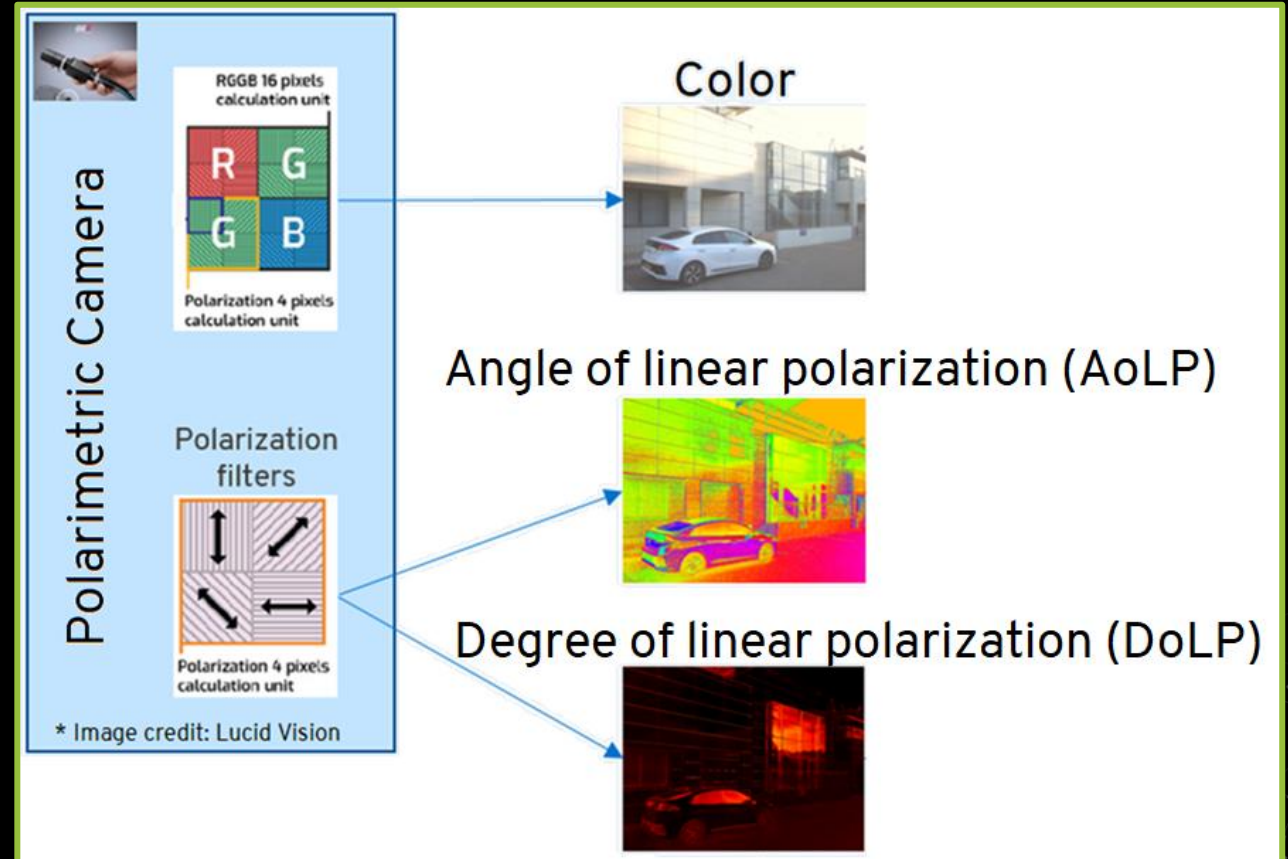 Polarimetric Camera
RGGB 16 pixels
calculation unit
R G
G B
Polarization 4 pixels
calculation unit
Polarization
filters
Polarization 4 pixels
calculation unit
* Image credit: Lucid Vision
Color
Angle of linear polarization (AoLP)
Degree of linear polarization (DoLP)